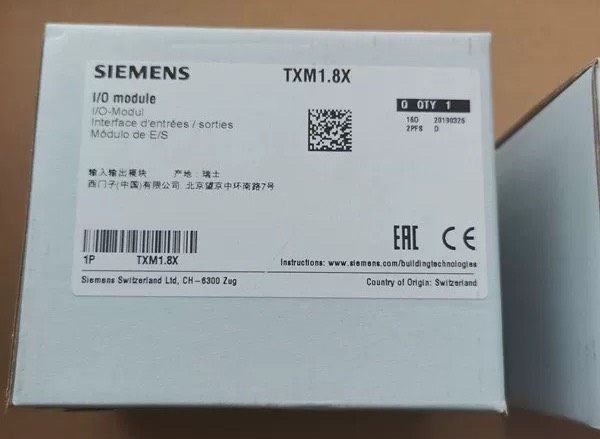 SIEMENS
TXM1.8X
I/O module
I/O-Modul
Interface d'entrées / sorties
Módulo de E/S
0 QTY 1
16D 20190326
2PFS D
输入输出模块 产地: 瑞士
西门子(中国)有限公司 北京望京中环南路7号
EAC CE
1P TXM1.8X
Instructions: www.siemens.com/buildingtechnologies
Siemens Switzerland Ltd, CH-6300 Zug
Country of Origin: Switzerland